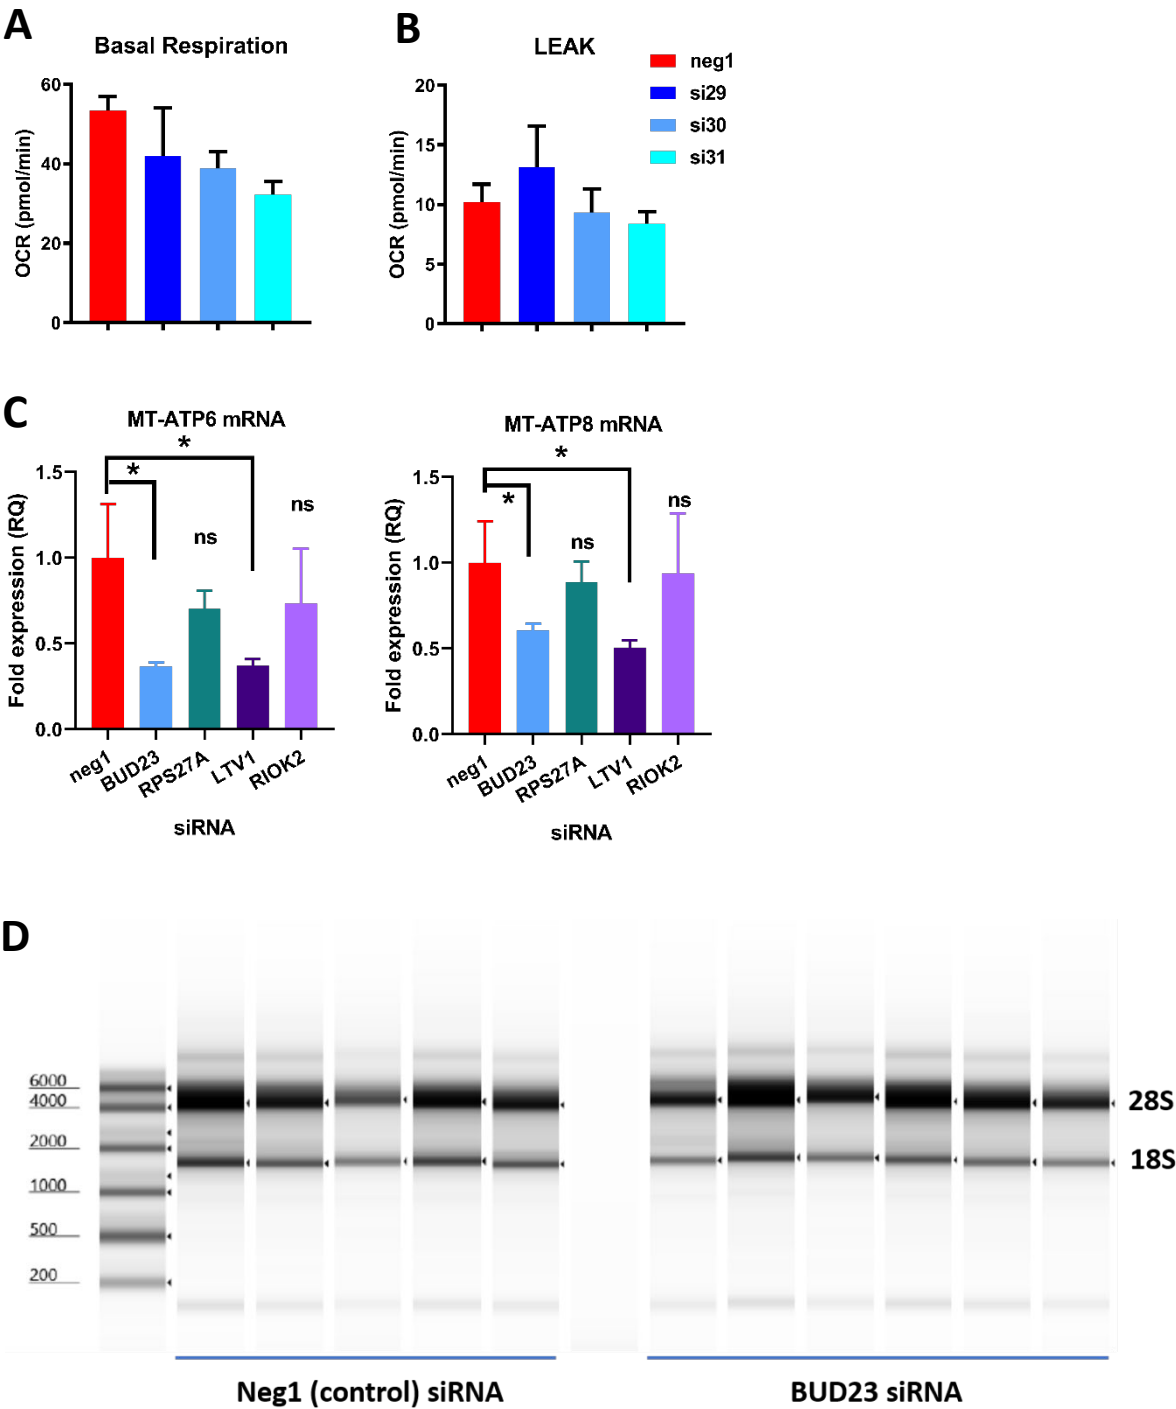 A
Basal Respiration
OCR (pmol/min)
60
40
20
0
B
LEAK
OCR (pmol/min)
20
15
10
5
0
neg1
si29
si30
si31
C
MT-ATP6 mRNA
*
*
ns
ns
Fold expression (RQ)
1.5
1.0
0.5
0.0
neg1
BUD23
RPS27A
LTV1
RIOK2
siRNA
MT-ATP8 mRNA
*
*
ns
ns
Fold expression (RQ)
1.5
1.0
0.5
0.0
neg1
BUD23
RPS27A
LTV1
RIOK2
siRNA
D
6000
4000
2000
1000
500
200
28S
18S
Neg1 (control) siRNA
BUD23 siRNA